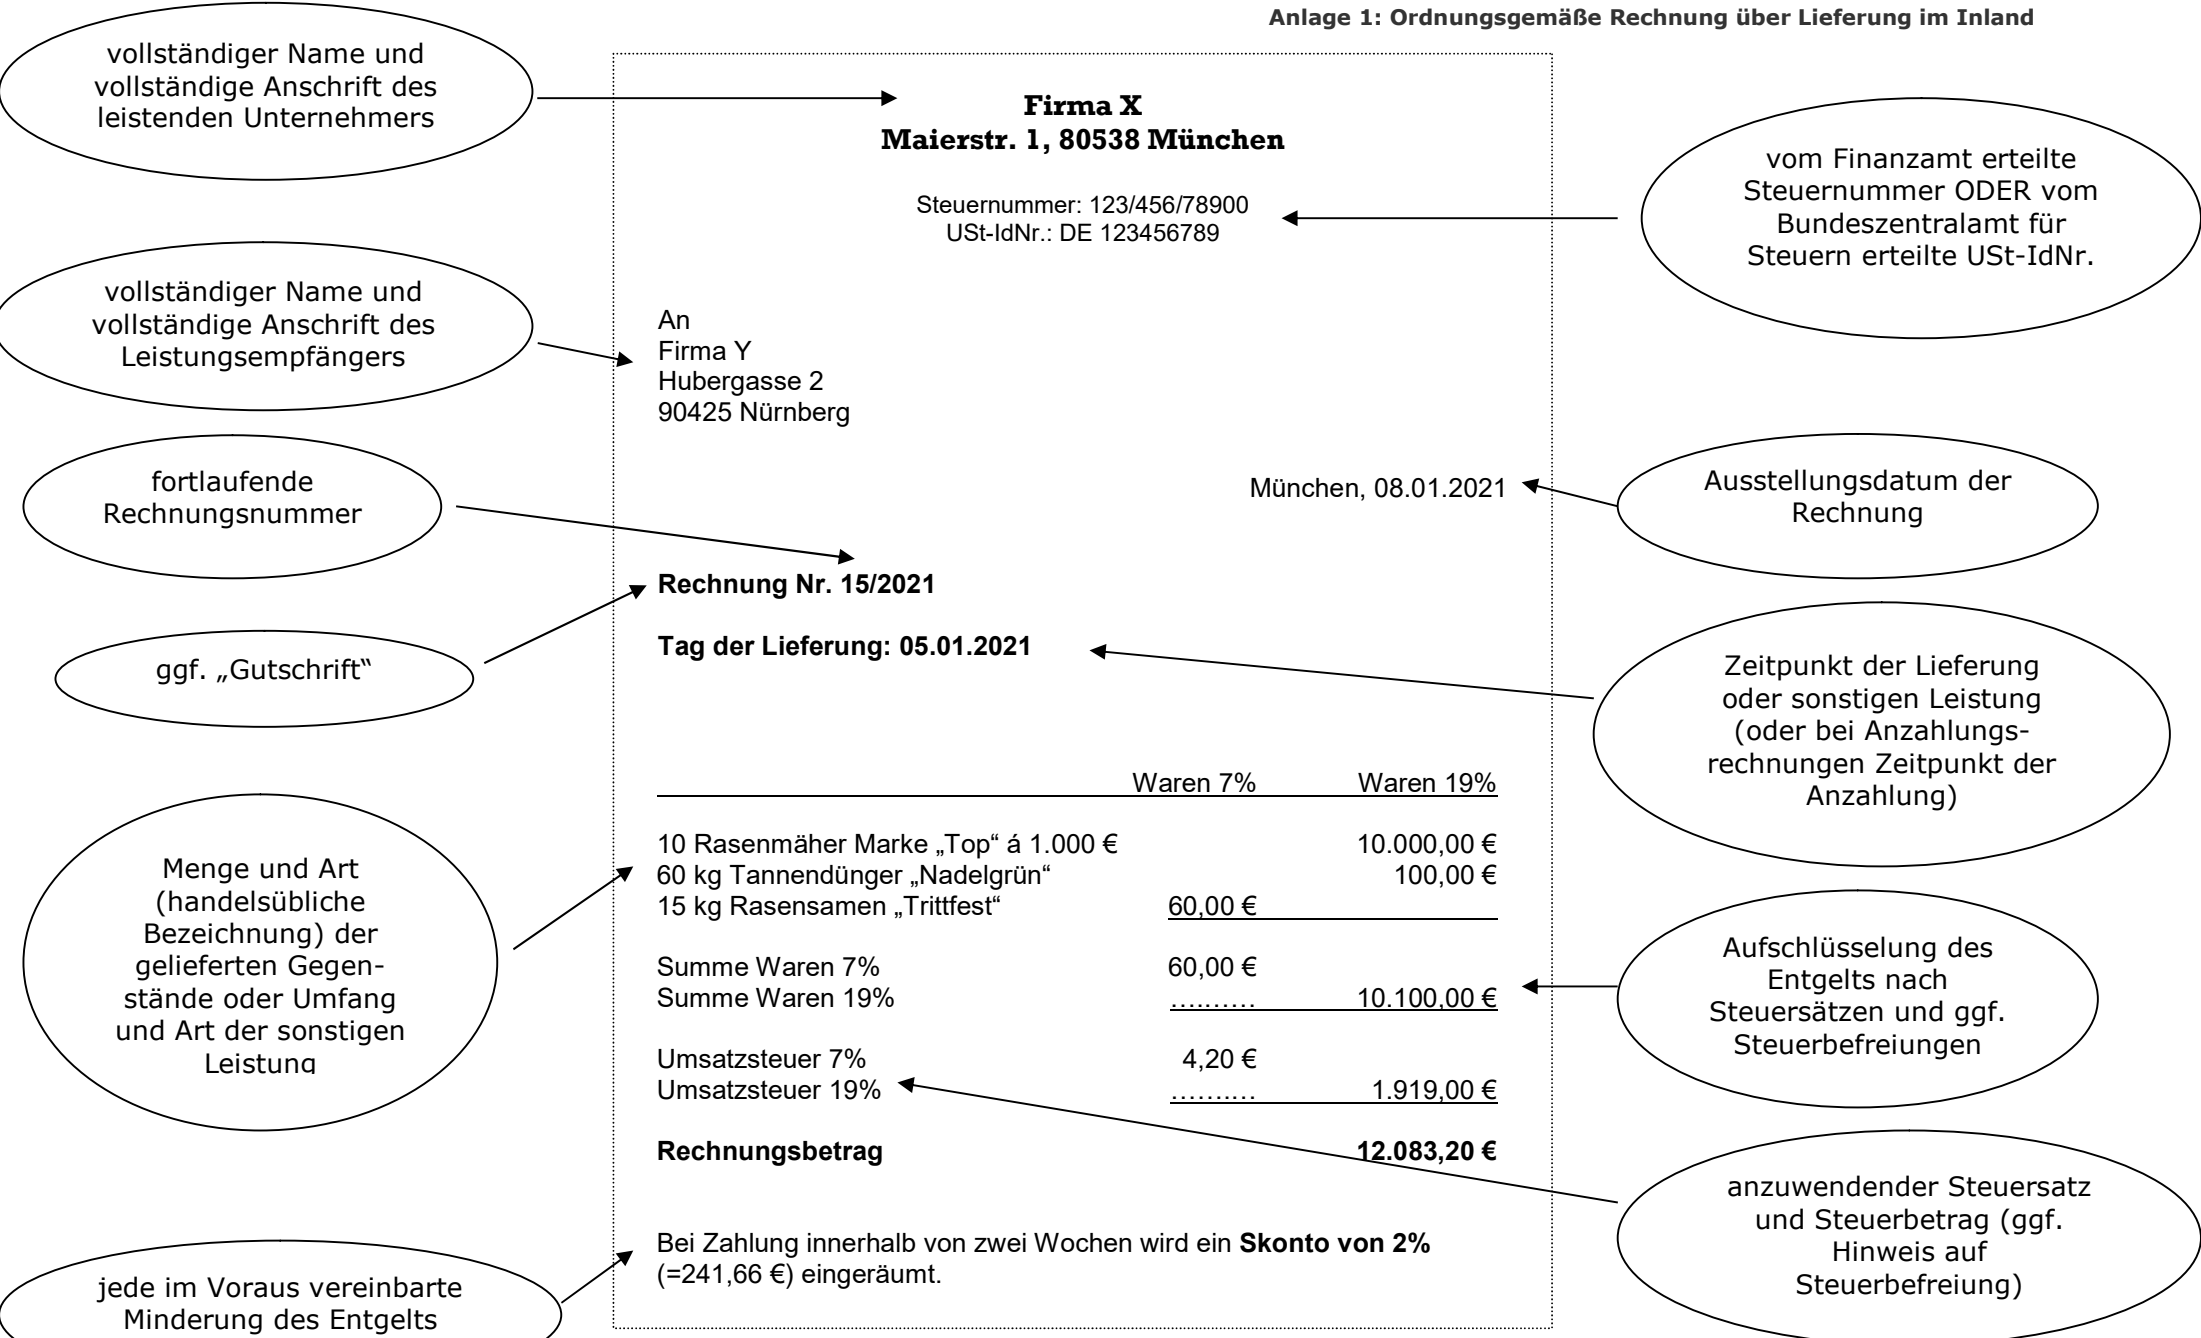 Anlage 1: Ordnungsgemäße Rechnung über Lieferung im Inland
vollständiger Name und
vollständige Anschrift des
leistenden Unternehmers
Firma X
Maierstr. 1, 80538 München
Steuernummer: 123/456/78900
USt-IdNr.: DE 123456789
vom Finanzamt erteilte
Steuernummer ODER vom
Bundeszentralamt für
Steuern erteilte USt-IdNr.
vollständiger Name und
vollständige Anschrift des
Leistungsempfängers
An
Firma Y
Hubergasse 2
90425 Nürnberg
fortlaufende
Rechnungsnummer
München, 08.01.2021
Ausstellungsdatum der
Rechnung
Rechnung Nr. 15/2021
ggf. „Gutschrift“
Tag der Lieferung: 05.01.2021
Zeitpunkt der Lieferung
oder sonstigen Leistung
(oder bei Anzahlungs-
rechnungen Zeitpunkt der
Anzahlung)
Waren 7% Waren 19%
Menge und Art
(handelsübliche
Bezeichnung) der
gelieferten Gegen-
stände oder Umfang
und Art der sonstigen
Leistung
10 Rasenmäher Marke „Top“ á 1.000 € 10.000,00 €
60 kg Tannendünger „Nadelgrün“ 100,00 €
15 kg Rasensamen „Trittfest“ 60,00 €
Summe Waren 7% 60,00 €
Summe Waren 19% ………. 10.100,00 €
Aufschlüsselung des
Entgelts nach
Steuersätzen und ggf.
Steuerbefreiungen
Umsatzsteuer 7% 4,20 €
Umsatzsteuer 19% ………. 1.919,00 €
Rechnungsbetrag 12.083,20 €
anzuwendender Steuersatz
und Steuerbetrag (ggf.
Hinweis auf
Steuerbefreiung)
jede im Voraus vereinbarte
Minderung des Entgelts
Bei Zahlung innerhalb von zwei Wochen wird ein Skonto von 2%
(=241,66 €) eingeräumt.